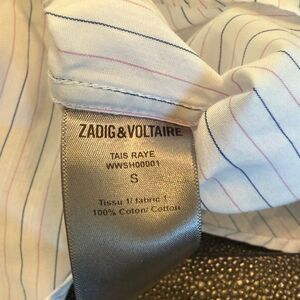 ZADIG&VOLTAIRE
TAIS RAYE
WWSH00001
S
Tissu 1/ fabric 1
100% Coton/ Cotton